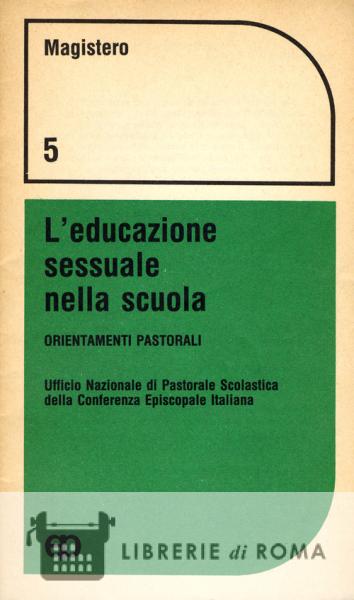 Magistero
5
L'educazione
sessuale
nella scuola
ORIENTAMENTI PASTORALI
Ufficio Nazionale di Pastorale Scolastica
della Conferenza Episcopale Italiana
LIBRERIE di ROMA